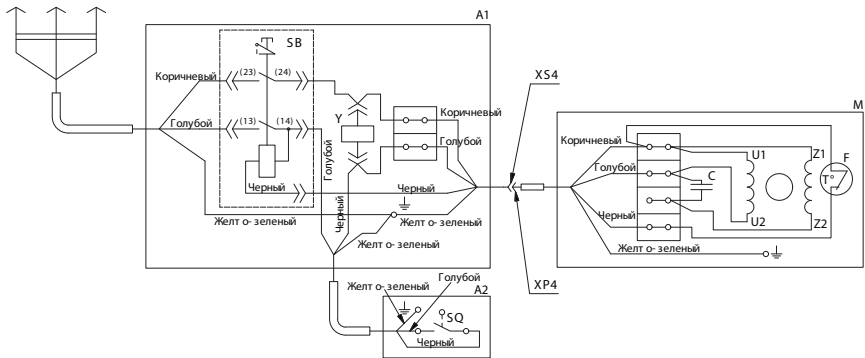 A1
SB
(23)
(24)
Коричневый
(13)
(14)
Голубой
Y
Коричневый
Голубой
Голубой
Черный
Черный
Черный
Желт о- зеленый
Желт о- зеленый
Желт о- зеленый
XS4
XP4
M
Коричневый
Голубой
Черный
Желт о- зеленый
C
U1
U2
Z1
Z2
F
T°
A2
Желт о- зеленый
Голубой
SQ
Черный